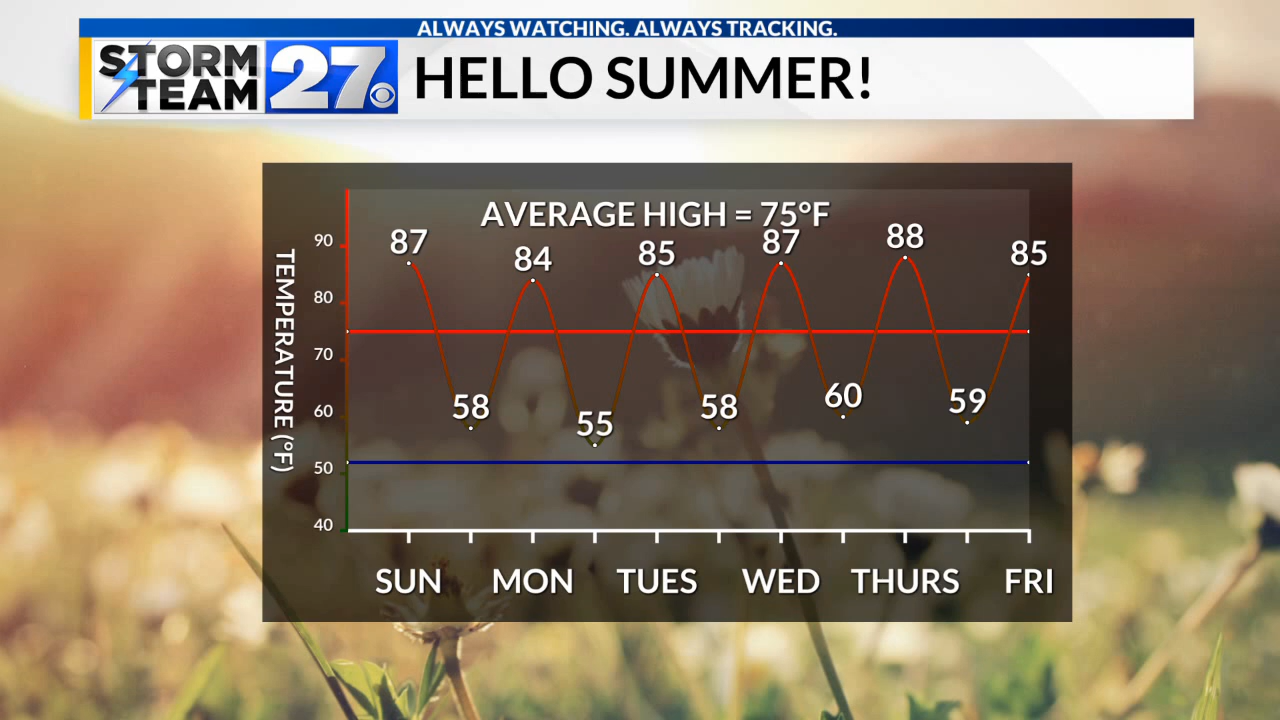 ALWAYS WATCHING. ALWAYS TRACKING.
STORM
TEAM
27
HELLO SUMMER!
AVERAGE HIGH = 75°F
TEMPERATURE (°F)
90
80
70
60
50
40
87
84
85
87
88
85
58
55
58
60
59
SUN MON TUES WED THURS FRI